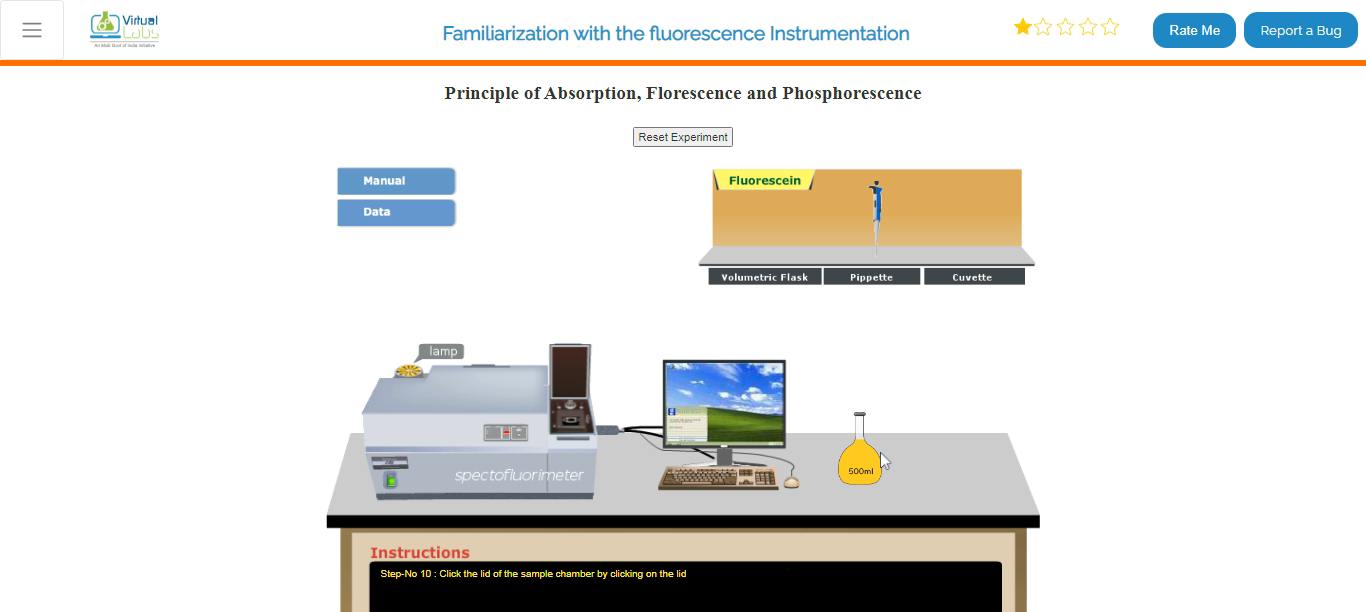 Virtual
Labs
An MoE Govt of India Initiative
Familiarization with the fluorescence Instrumentation
Rate Me
Report a Bug
Principle of Absorption, Florescence and Phosphorescence
Reset Experiment
Manual
Data
Fluorescein
Volumetric Flask
Pippette
Cuvette
lamp
spectofluorimeter
500ml
Instructions
Step-No 10 : Click the lid of the sample chamber by clicking on the lid